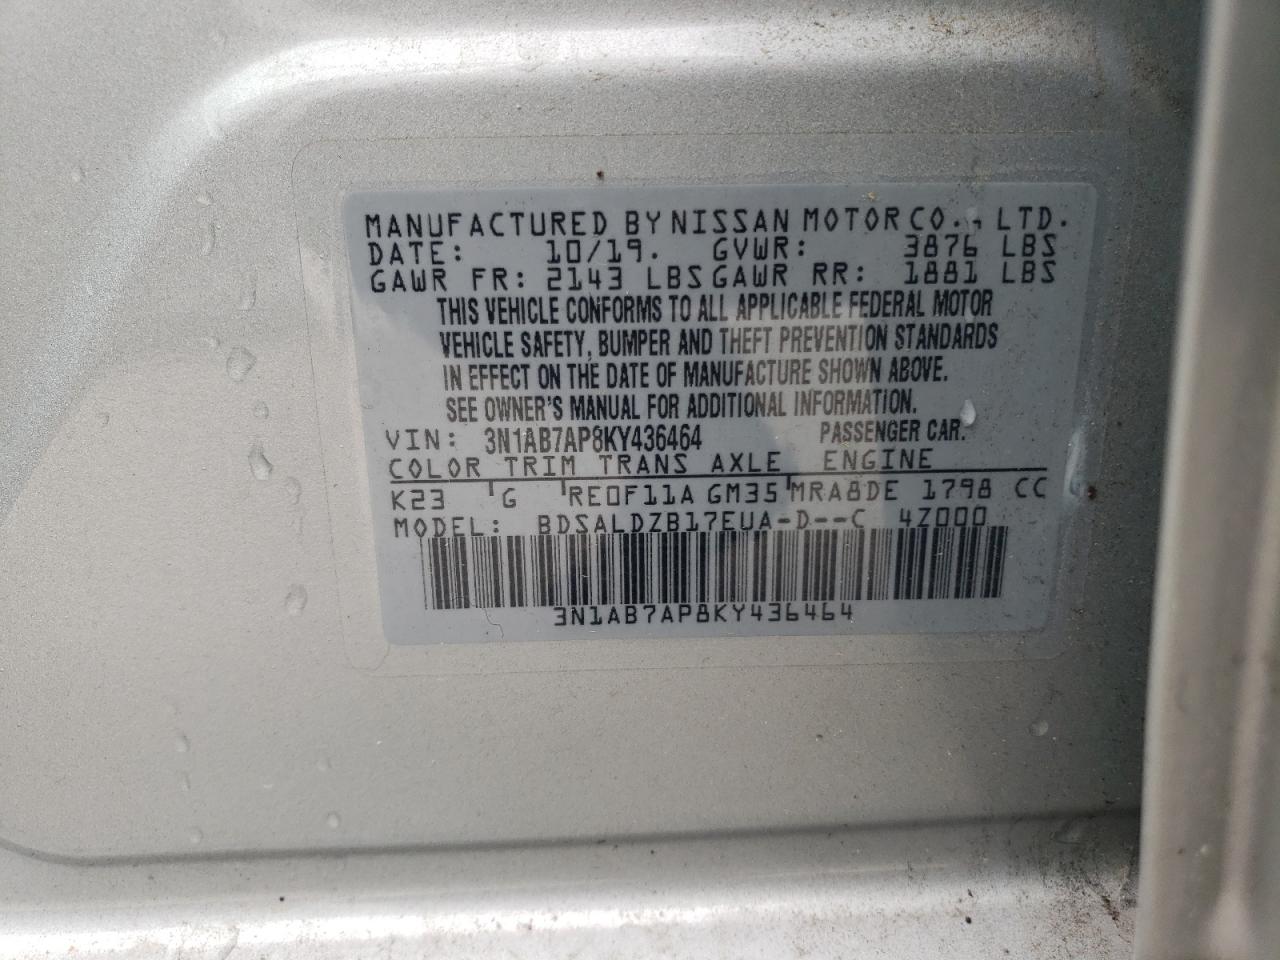 MANUFACTURED BY NISSAN MOTOR CO., LTD.
DATE: 10/19. GVWR: 3876 LBS
GAWR FR: 2143 LBS GAWR RR: 1881 LBS
THIS VEHICLE CONFORMS TO ALL APPLICABLE FEDERAL MOTOR
VEHICLE SAFETY, BUMPER AND THEFT PREVENTION STANDARDS
IN EFFECT ON THE DATE OF MANUFACTURE SHOWN ABOVE.
SEE OWNER'S MANUAL FOR ADDITIONAL INFORMATION.
VIN: 3N1AB7AP8KY436464 PASSENGER CAR.
COLOR TRIM TRANS AXLE ENGINE
K23 G RE0F11A GM35 MRA8DE 1798 CC
MODEL: BDSALDZB17EUA-D--C 4Z000
3N1AB7AP8KY436464